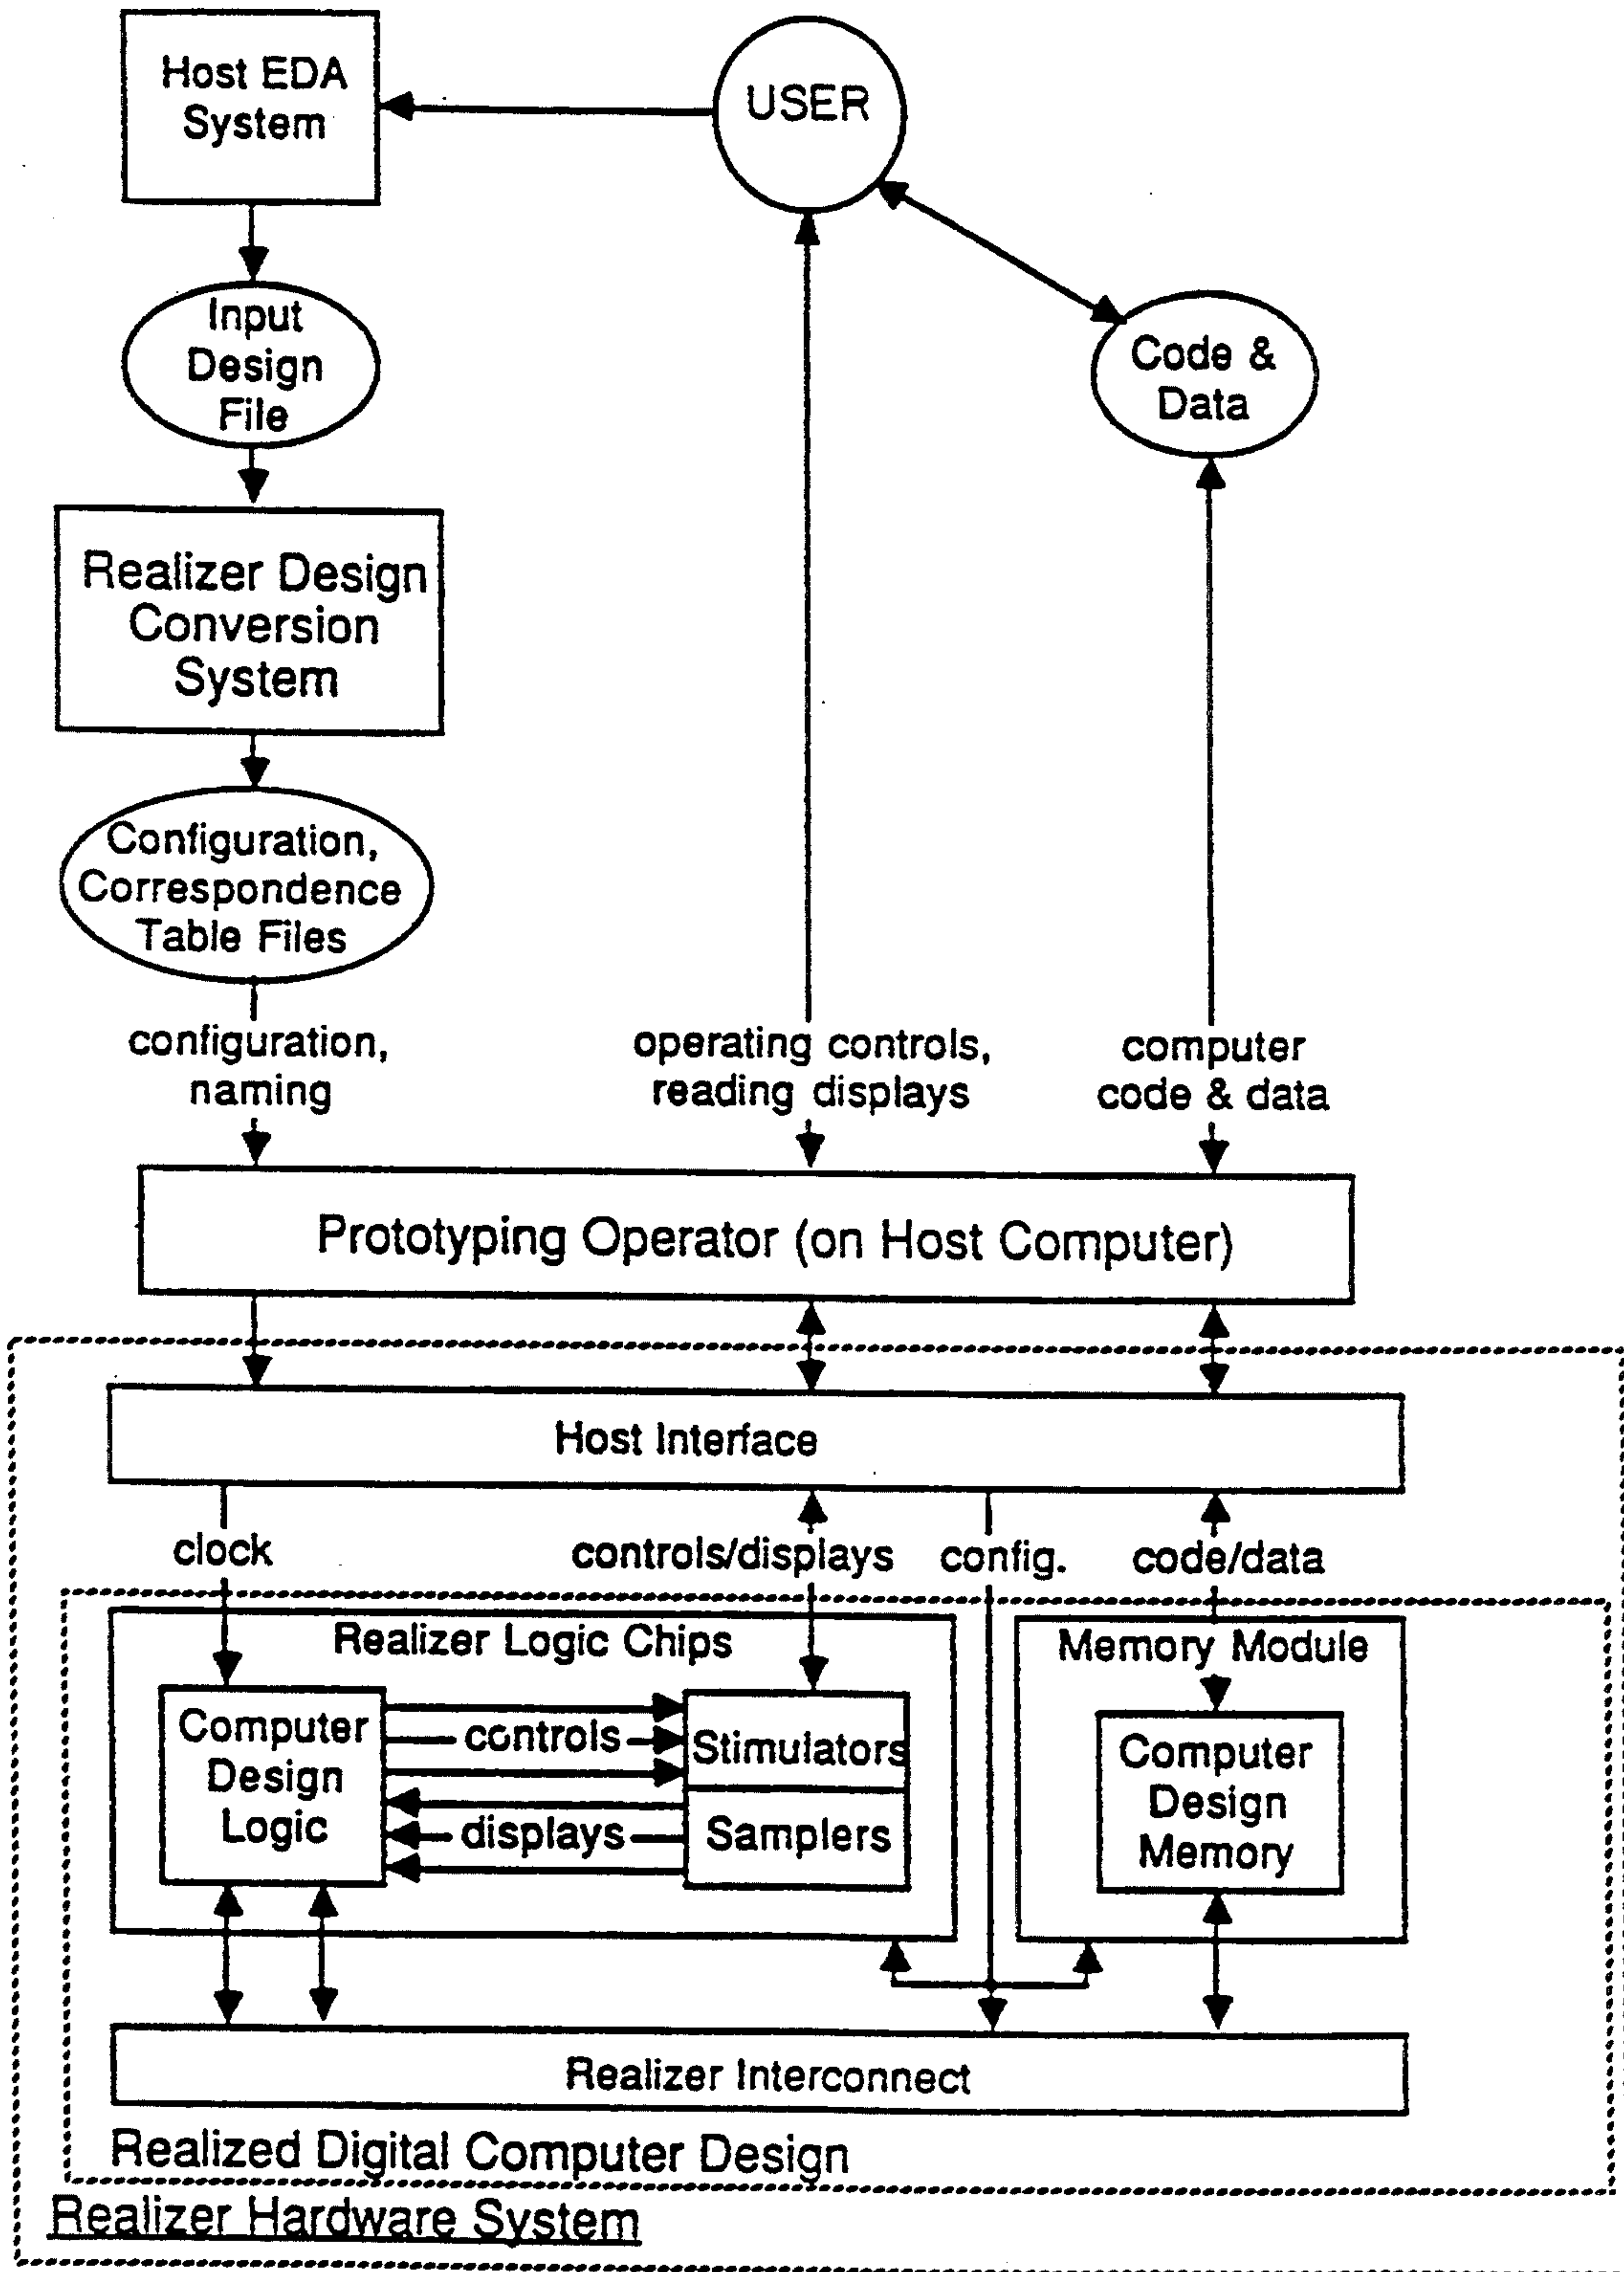 Host EDA
System
USER
Input
Design
File
Code &
Data
Realizer Design
Conversion
System
Configuration,
Correspondence
Table Files
configuration,
naming
operating controls,
reading displays
computer
code & data
Prototyping Operator (on Host Computer)
Host Interface
clock
controls/displays
config.
code/data
Realizer Logic Chips
Memory Module
Computer
Design
Logic
controls
displays
Stimulators
Samplers
Computer
Design
Memory
Realizer Interconnect
Realized Digital Computer Design
Realizer Hardware System